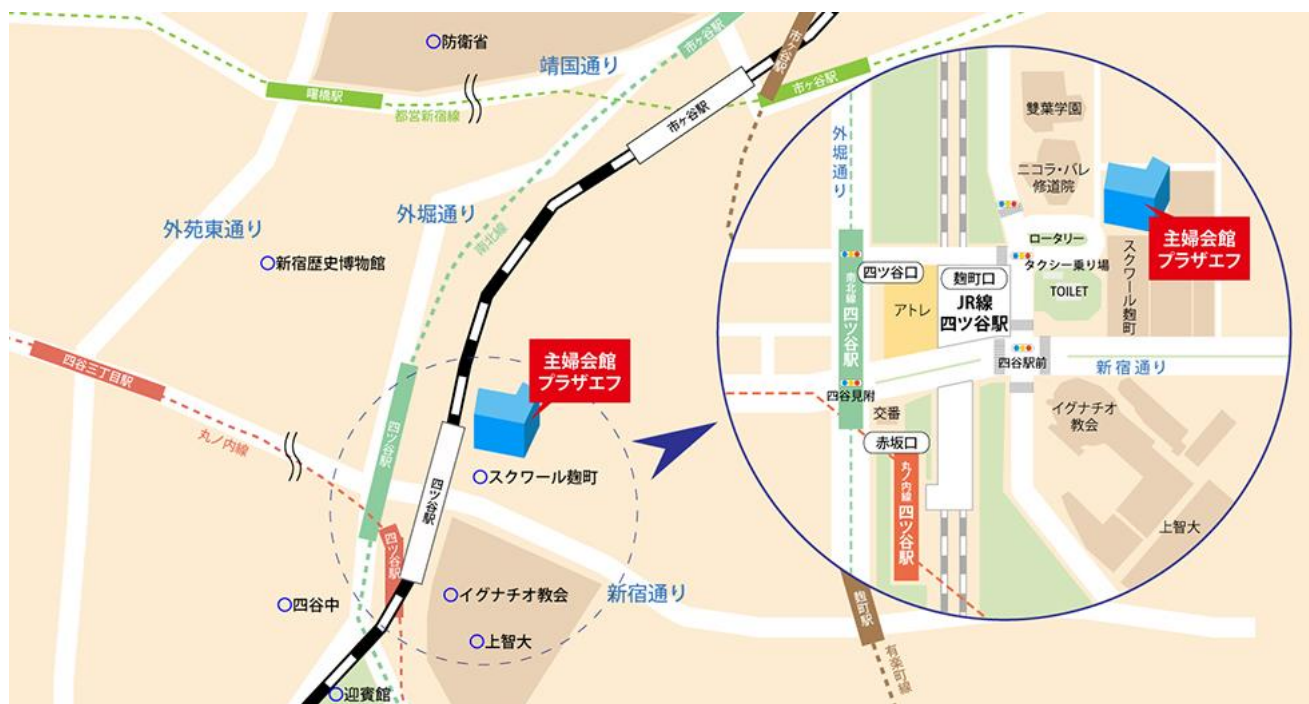 防衛省
靖国通り
市ヶ谷駅
市ヶ谷駅
市ヶ谷駅
市ヶ谷駅
曙橋駅
都営新宿線
外苑東通り
外堀通り
南北線
新宿歴史博物館
四谷三丁目駅
丸ノ内線
四ツ谷駅
四ツ谷駅
四ツ谷駅
主婦会館
プラザエフ
スクワール麹町
イグナチオ教会
上智大
新宿通り
四谷中
迎賓館
麹町駅
有楽町線
外堀通り
雙葉学園
ニコラ・バレ
修道院
主婦会館
プラザエフ
ロータリー
タクシー乗り場
TOILET
スクワール麹町
四ツ谷口
麹町口
アトレ
JR線
四ツ谷駅
南北線 四ツ谷駅
四谷駅前
新宿通り
四谷見附
交番
赤坂口
丸ノ内線 四ツ谷駅
イグナチオ
教会
上智大